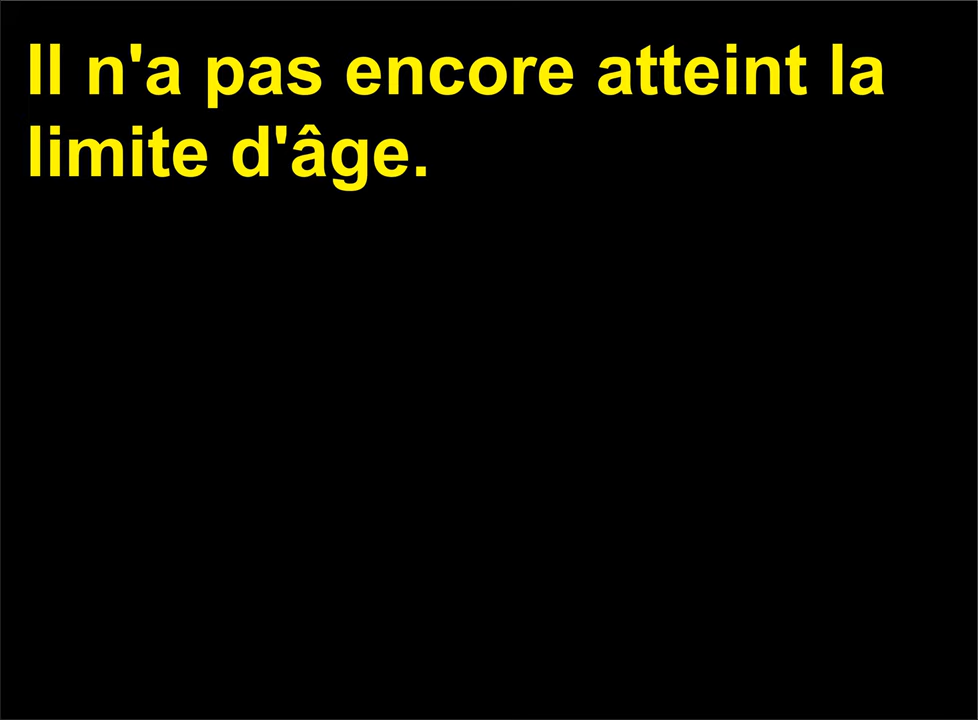 Il n'a pas encore atteint la
limite d'âge.